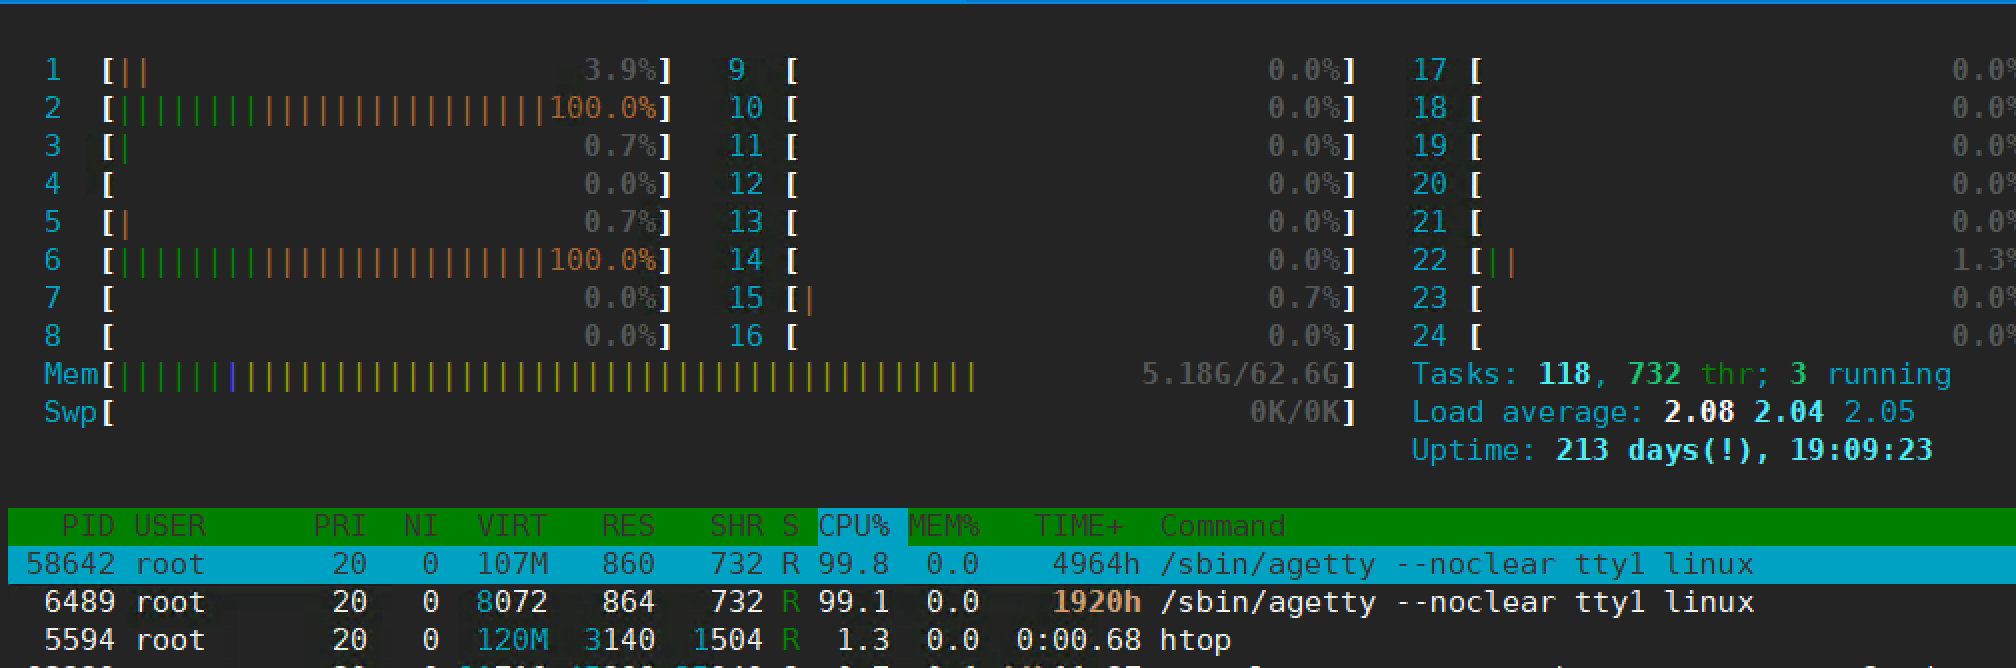 1 [|| 3.9%] 9 [ 0.0%] 17 [ 0.0%
2 [||||||||||||||||||||||||100.0%] 10 [ 0.0%] 18 [ 0.0%
3 [| 0.7%] 11 [ 0.0%] 19 [ 0.0%
4 [ 0.0%] 12 [ 0.0%] 20 [ 0.0%
5 [| 0.7%] 13 [ 0.0%] 21 [ 0.0%
6 [||||||||||||||||||||||||100.0%] 14 [ 0.0%] 22 [|| 1.3%
7 [ 0.0%] 15 [| 0.7%] 23 [ 0.0%
8 [ 0.0%] 16 [ 0.0%] 24 [ 0.0%
Mem[||||||||||||||||||||||||||||||||||||||||||||||||5.18G/62.6G] Tasks: 118, 732 thr; 3 running
Swp[ 0K/0K] Load average: 2.08 2.04 2.05
Uptime: 213 days(!), 19:09:23
PID USER PRI NI VIRT RES SHR S CPU% MEM% TIME+ Command
58642 root 20 0 107M 860 732 R 99.8 0.0 4964h /sbin/agetty --noclear tty1 linux
6489 root 20 0 8072 864 732 R 99.1 0.0 1920h /sbin/agetty --noclear tty1 linux
5594 root 20 0 120M 3140 1504 R 1.3 0.0 0:00.68 htop